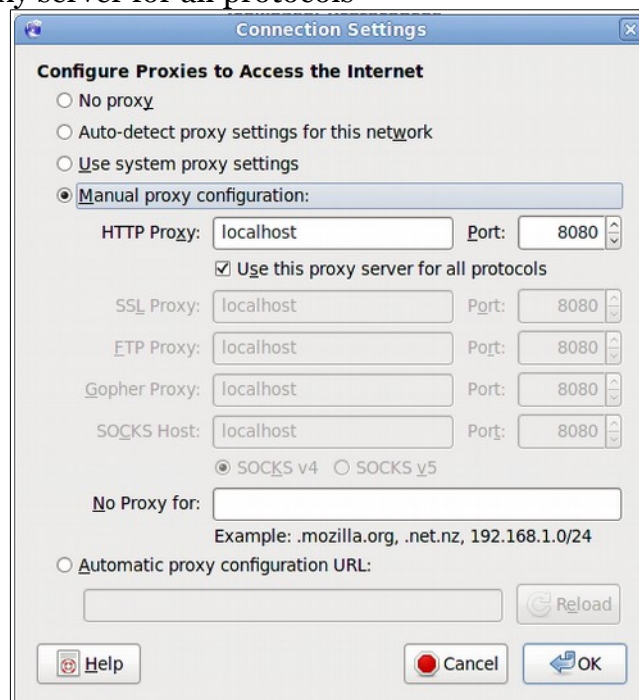 y server for all protocols
Connection Settings
Configure Proxies to Access the Internet
No proxy
Auto-detect proxy settings for this network
Use system proxy settings
Manual proxy configuration:
HTTP Proxy: localhost Port: 8080
Use this proxy server for all protocols
SSL Proxy: localhost Port: 8080
FTP Proxy: localhost Port: 8080
Gopher Proxy: localhost Port: 8080
SOCKS Host: localhost Port: 8080
SOCKS v4 SOCKS v5
No Proxy for:
Example: .mozilla.org, .net.nz, 192.168.1.0/24
Automatic proxy configuration URL:
Reload
Help Cancel OK